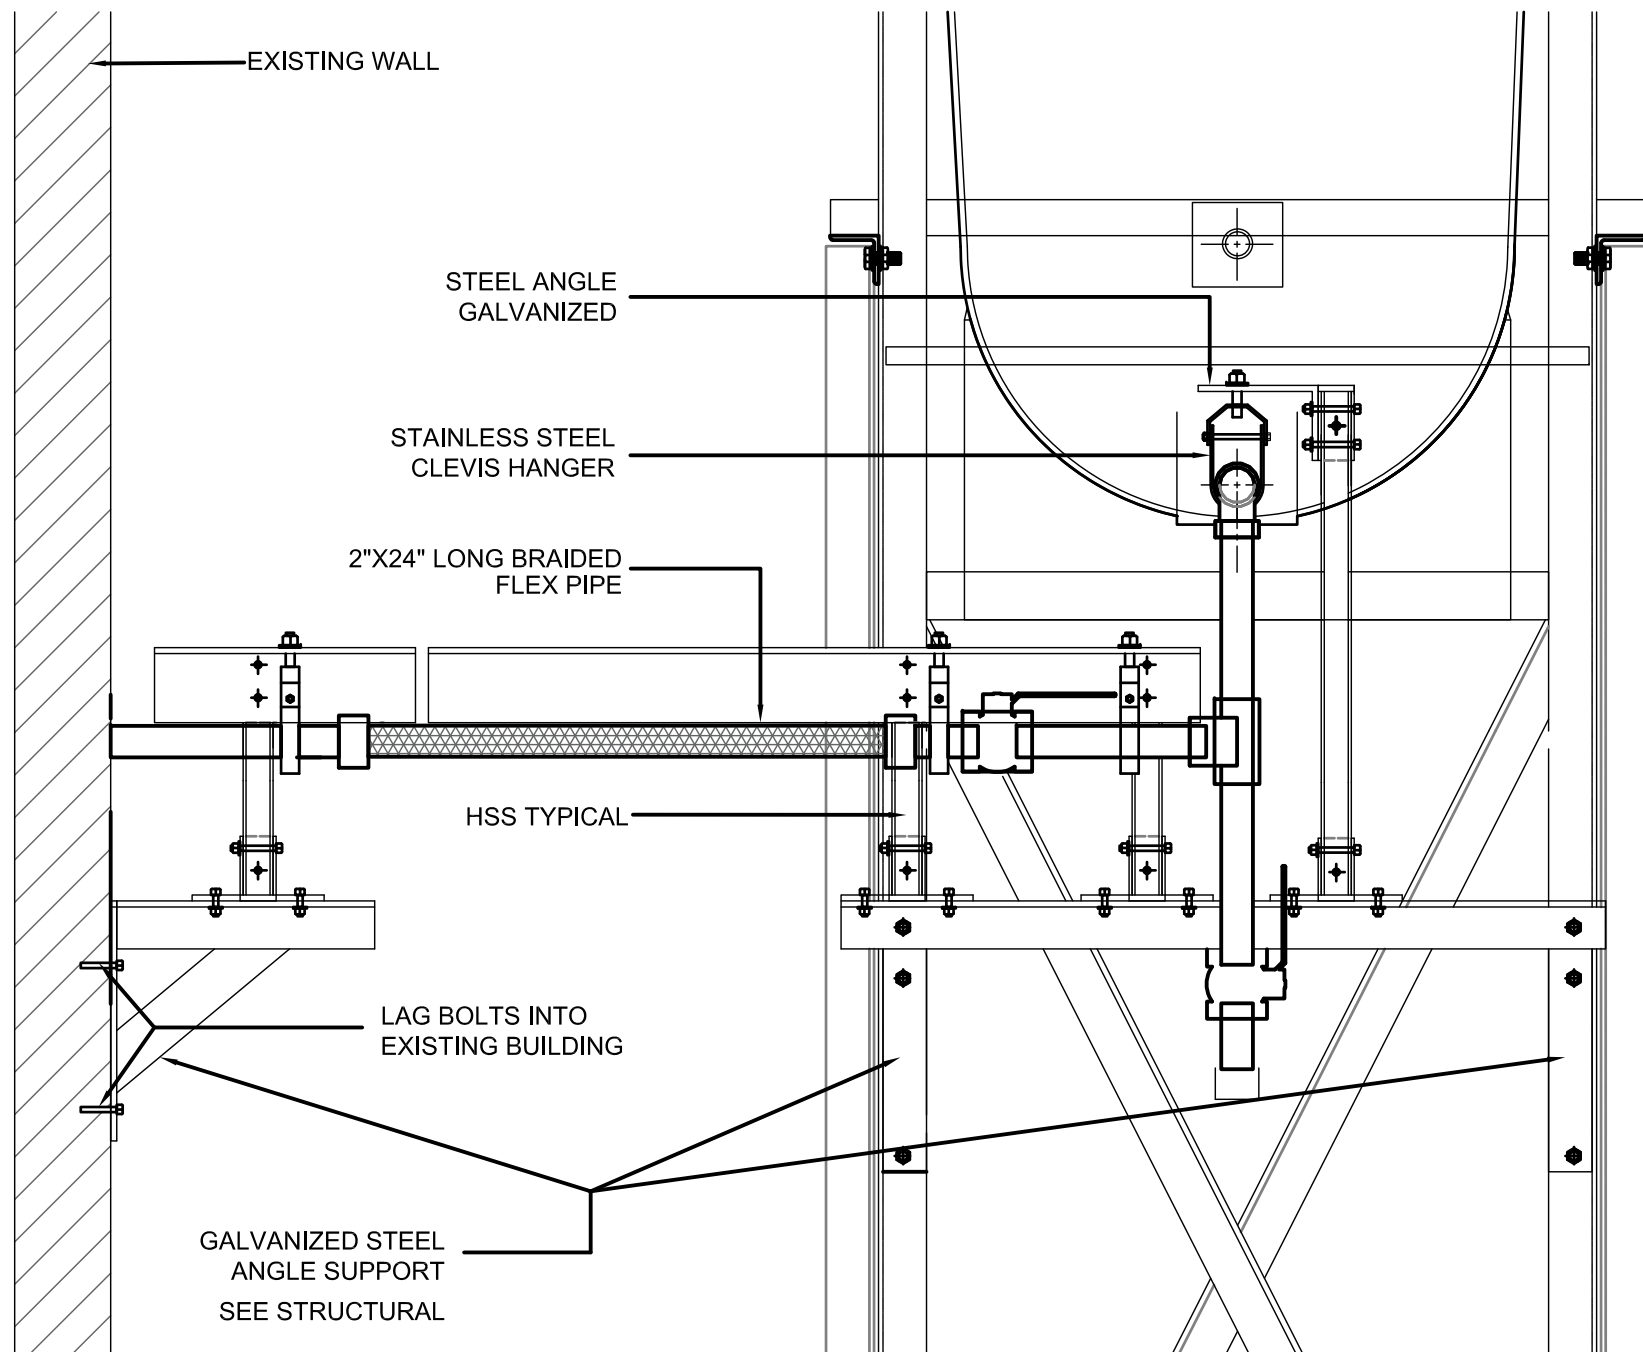 EXISTING WALL
STEEL ANGLE
GALVANIZED
STAINLESS STEEL
CLEVIS HANGER
2"X24" LONG BRAIDED
FLEX PIPE
HSS TYPICAL
LAG BOLTS INTO
EXISTING BUILDING
GALVANIZED STEEL
ANGLE SUPPORT
SEE STRUCTURAL